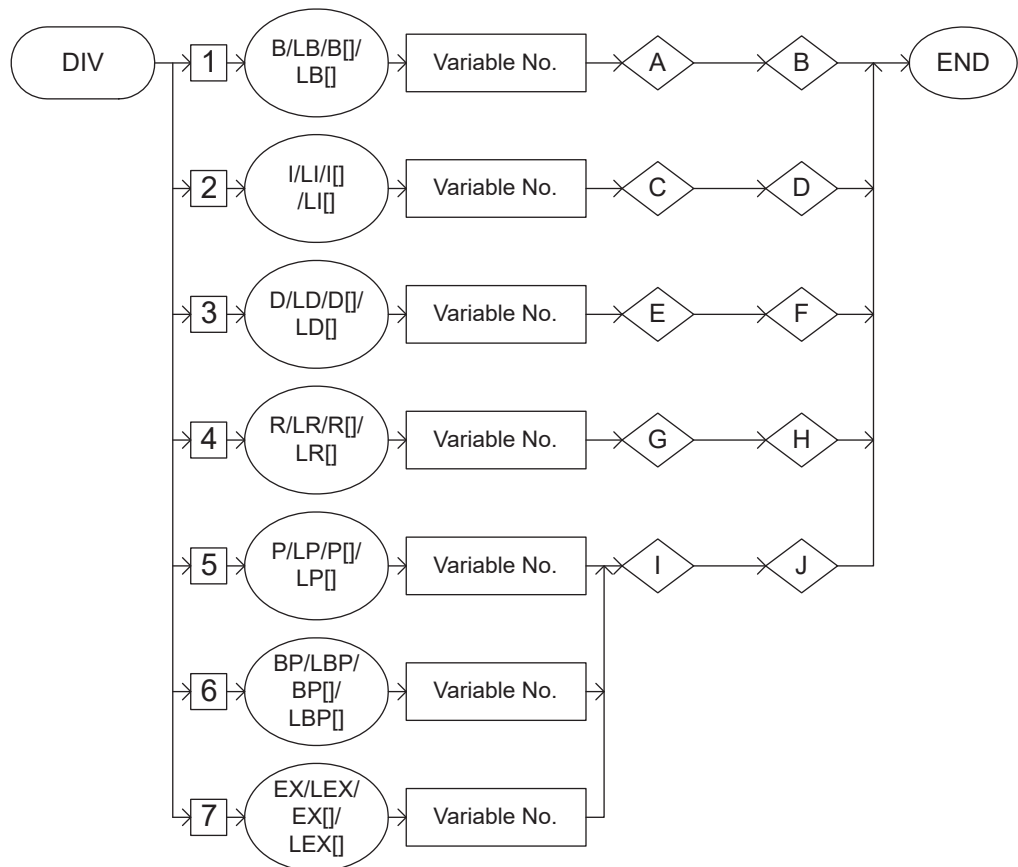 DIV
1
B/LB/B[]/
LB[]
Variable No.
A
B
END
2
I/LI/I[]
/LI[]
Variable No.
C
D
3
D/LD/D[]/
LD[]
Variable No.
E
F
4
R/LR/R[]/
LR[]
Variable No.
G
H
5
P/LP/P[]/
LP[]
Variable No.
I
J
6
BP/LBP/
BP[]/
LBP[]
Variable No.
7
EX/LEX/
EX[]/
LEX[]
Variable No.